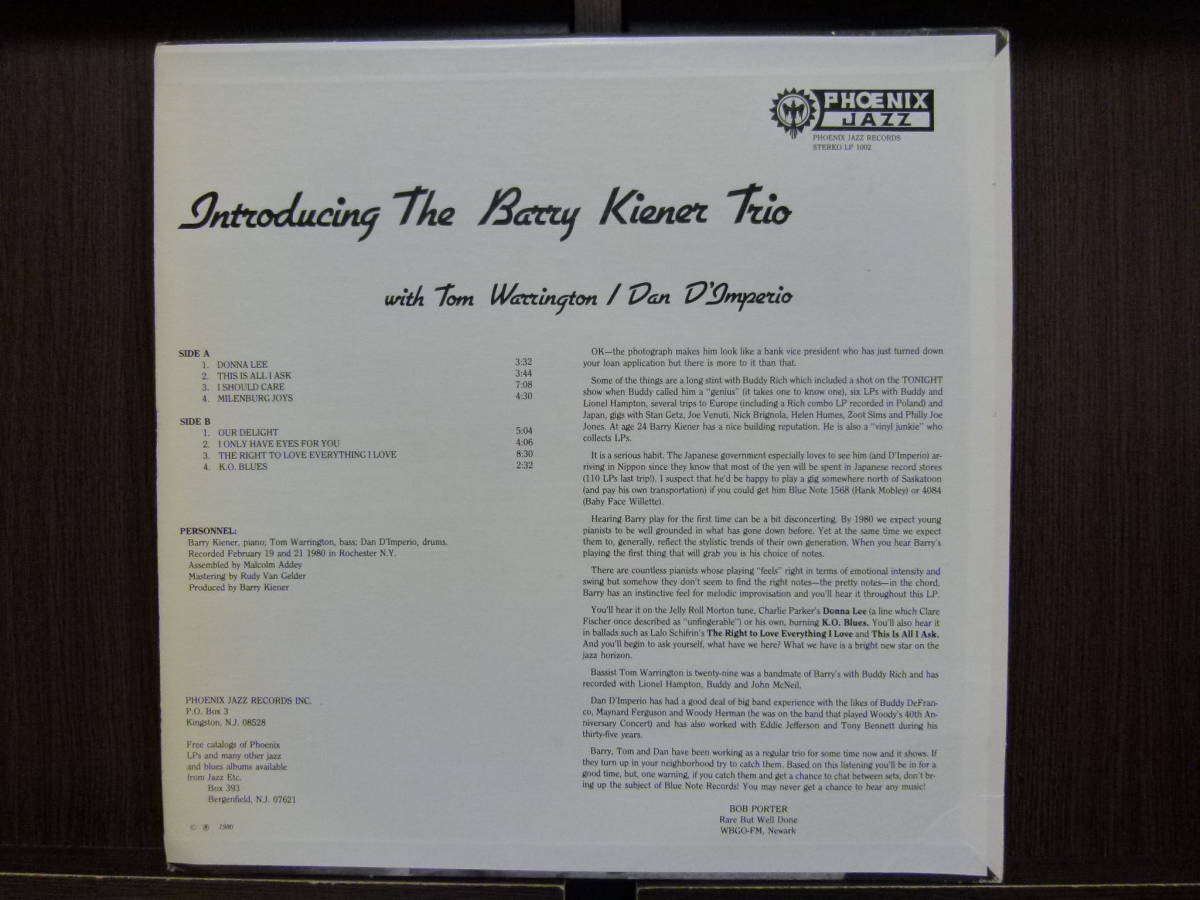 PHOENIX
JAZZ
PHOENIX JAZZ RECORDS
STEREO LP 1002
Introducing The Barry Kiener Trio
with Tom Warrington / Dan D'Imperio
SIDE A
1. DONNA LEE 3:32
2. THIS IS ALL I ASK 3:44
3. I SHOULD CARE 7:08
4. MILENBURG JOYS 4:30
SIDE B
1. OUR DELIGHT 5:04
2. I ONLY HAVE EYES FOR YOU 4:06
3. THE RIGHT TO LOVE EVERYTHING I LOVE 8:30
4. K.O. BLUES 2:32
PERSONNEL:
Barry Kiener, piano; Tom Warrington, bass; Dan D'Imperio, drums.
Recorded February 19 and 21 1980 in Rochester N.Y.
Assembled by Malcolm Addey
Mastering by Rudy Van Gelder
Produced by Barry Kiener
PHOENIX JAZZ RECORDS INC.
P.O. Box 3
Kingston, N.J. 08528
Free catalogs of Phoenix
LPs and many other jazz
and blues albums available
from Jazz Etc.
Box 393
Bergenfield, N.J. 07621
© ℗ 1980
OK—the photograph makes him look like a bank vice president who has just turned down
your loan application but there is more to it than that.
Some of the things are a long stint with Buddy Rich which included a shot on the TONIGHT
show when Buddy called him a "genius" (it takes one to know one), six LPs with Buddy and
Lionel Hampton, several trips to Europe (including a Rich combo LP recorded in Poland) and
Japan, gigs with Stan Getz, Joe Venuti, Nick Brignola, Helen Humes, Zoot Sims and Philly Joe
Jones. At age 24 Barry Kiener has a nice building reputation. He is also a "vinyl junkie" who
collects LPs.
It is a serious habit. The Japanese government especially loves to see him (and D'Imperio) ar-
riving in Nippon since they know that most of the yen will be spent in Japanese record stores
(110 LPs last trip!). I suspect that he'd be happy to play a gig somewhere north of Saskatoon
(and pay his own transportation) if you could get him Blue Note 1568 (Hank Mobley) or 4084
(Baby Face Willette).
Hearing Barry play for the first time can be a bit disconcerting. By 1980 we expect young
pianists to be well grounded in what has gone down before. Yet at the same time we expect
them to, generally, reflect the stylistic trends of their own generation. When you hear Barry's
playing the first thing that will grab you is his choice of notes.
There are countless pianists whose playing "feels" right in terms of emotional intensity and
swing but somehow they don't seem to find the right notes—the pretty notes—in the chord.
Barry has an instinctive feel for melodic improvisation and you'll hear it throughout this LP.
You'll hear it on the Jelly Roll Morton tune, Charlie Parker's Donna Lee (a line which Clare
Fischer once described as "unfingerable") or his own, burning K.O. Blues. You'll also hear it
in ballads such as Lalo Schifrin's The Right to Love Everything I Love and This Is All I Ask.
And you'll begin to ask yourself, what have we here? What we have is a bright new star on the
jazz horizon.
Bassist Tom Warrington is twenty-nine was a bandmate of Barry's with Buddy Rich and has
recorded with Lionel Hampton, Buddy and John McNeil.
Dan D'Imperio has had a good deal of big band experience with the likes of Buddy DeFran-
co, Maynard Ferguson and Woody Herman (he was on the band that played Woody's 40th An-
niversary Concert) and has also worked with Eddie Jefferson and Tony Bennett during his
thirty-five years.
Barry, Tom and Dan have been working as a regular trio for some time now and it shows. If
they turn up in your neighborhood try to catch them. Based on this listening you'll be in for a
good time, but, one warning, if you catch them and get a chance to chat between sets, don't br-
ing up the subject of Blue Note Records! You may never get a chance to hear any music!
BOB PORTER
Rare But Well Done
WBGO-FM, Newark